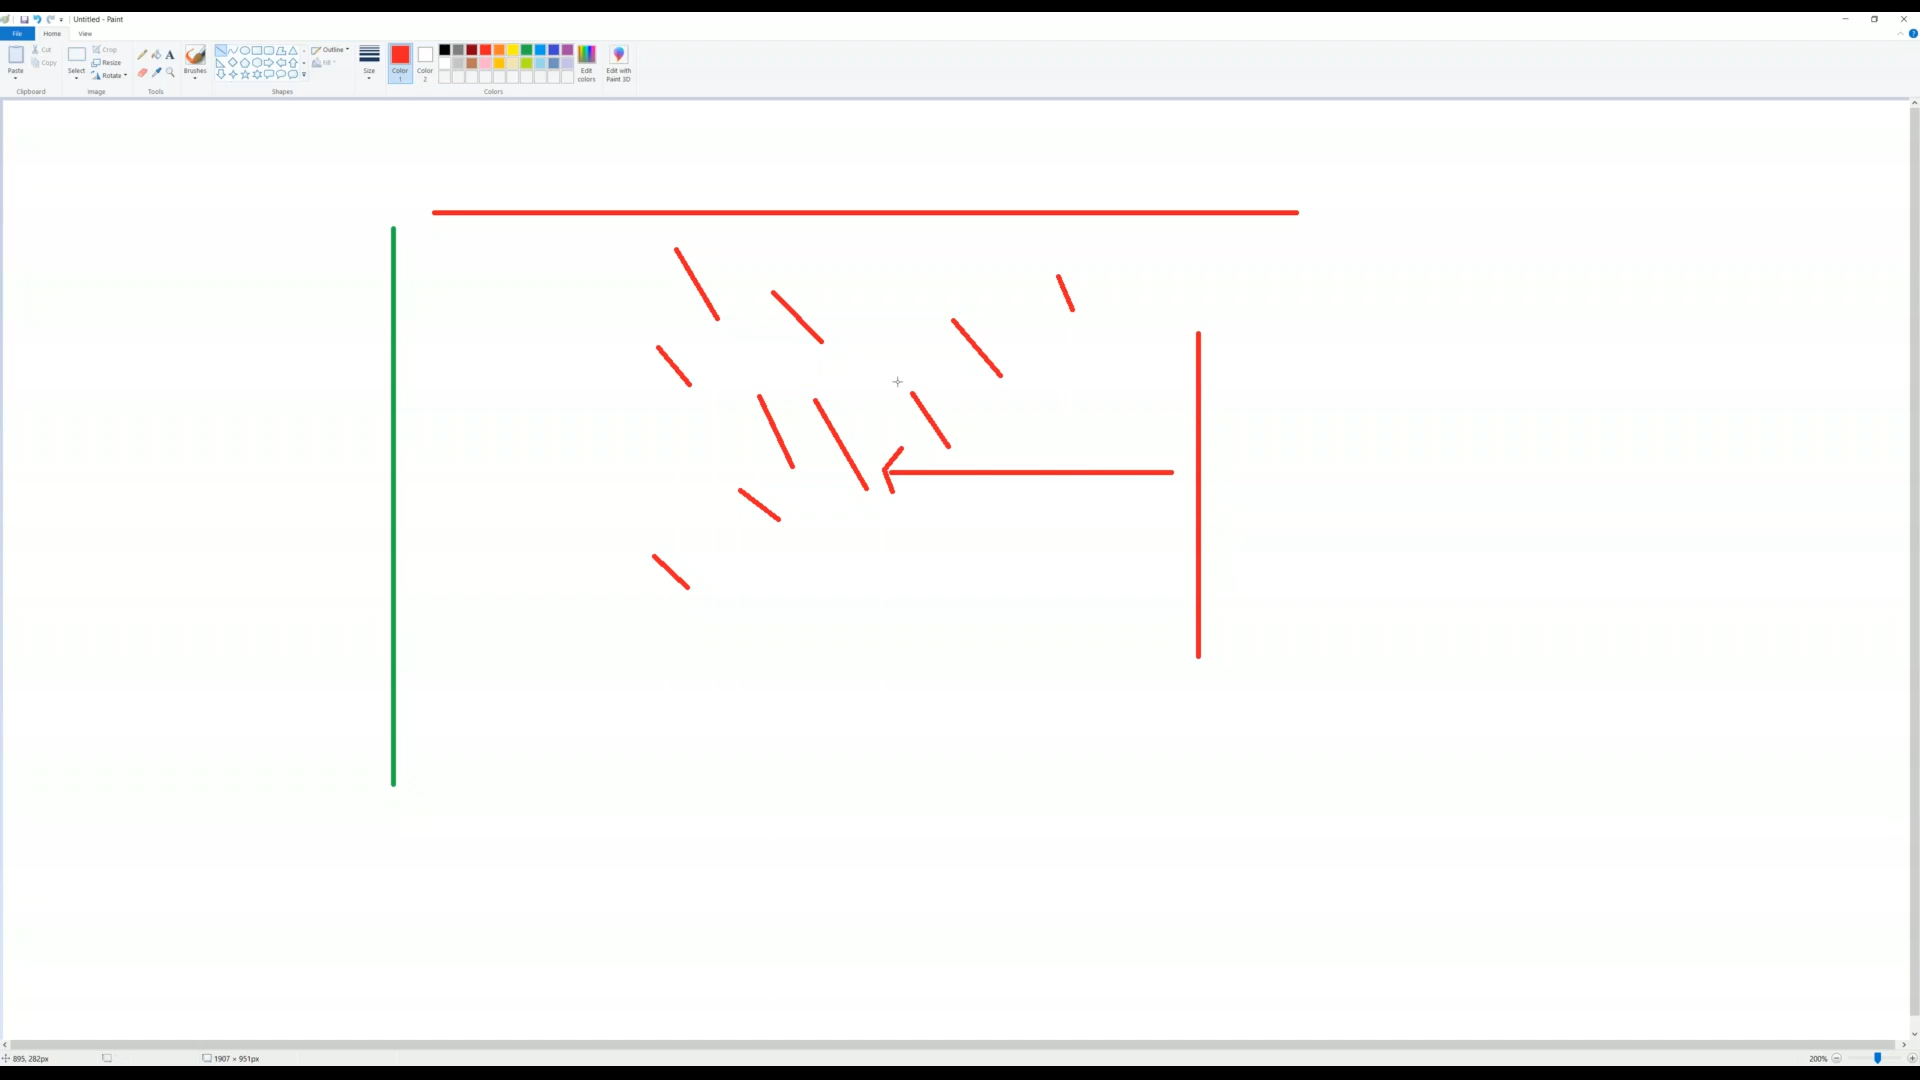 Untitled - Paint
File Home View
Paste
Cut
Copy
Clipboard
Select
Crop
Resize
Rotate
Image
Tools
Brushes
Shapes
Outline
Fill
Size
Color 1
Color 2
Colors
Edit colors
Edit with Paint 3D
895, 282px
1907 × 951px
200%